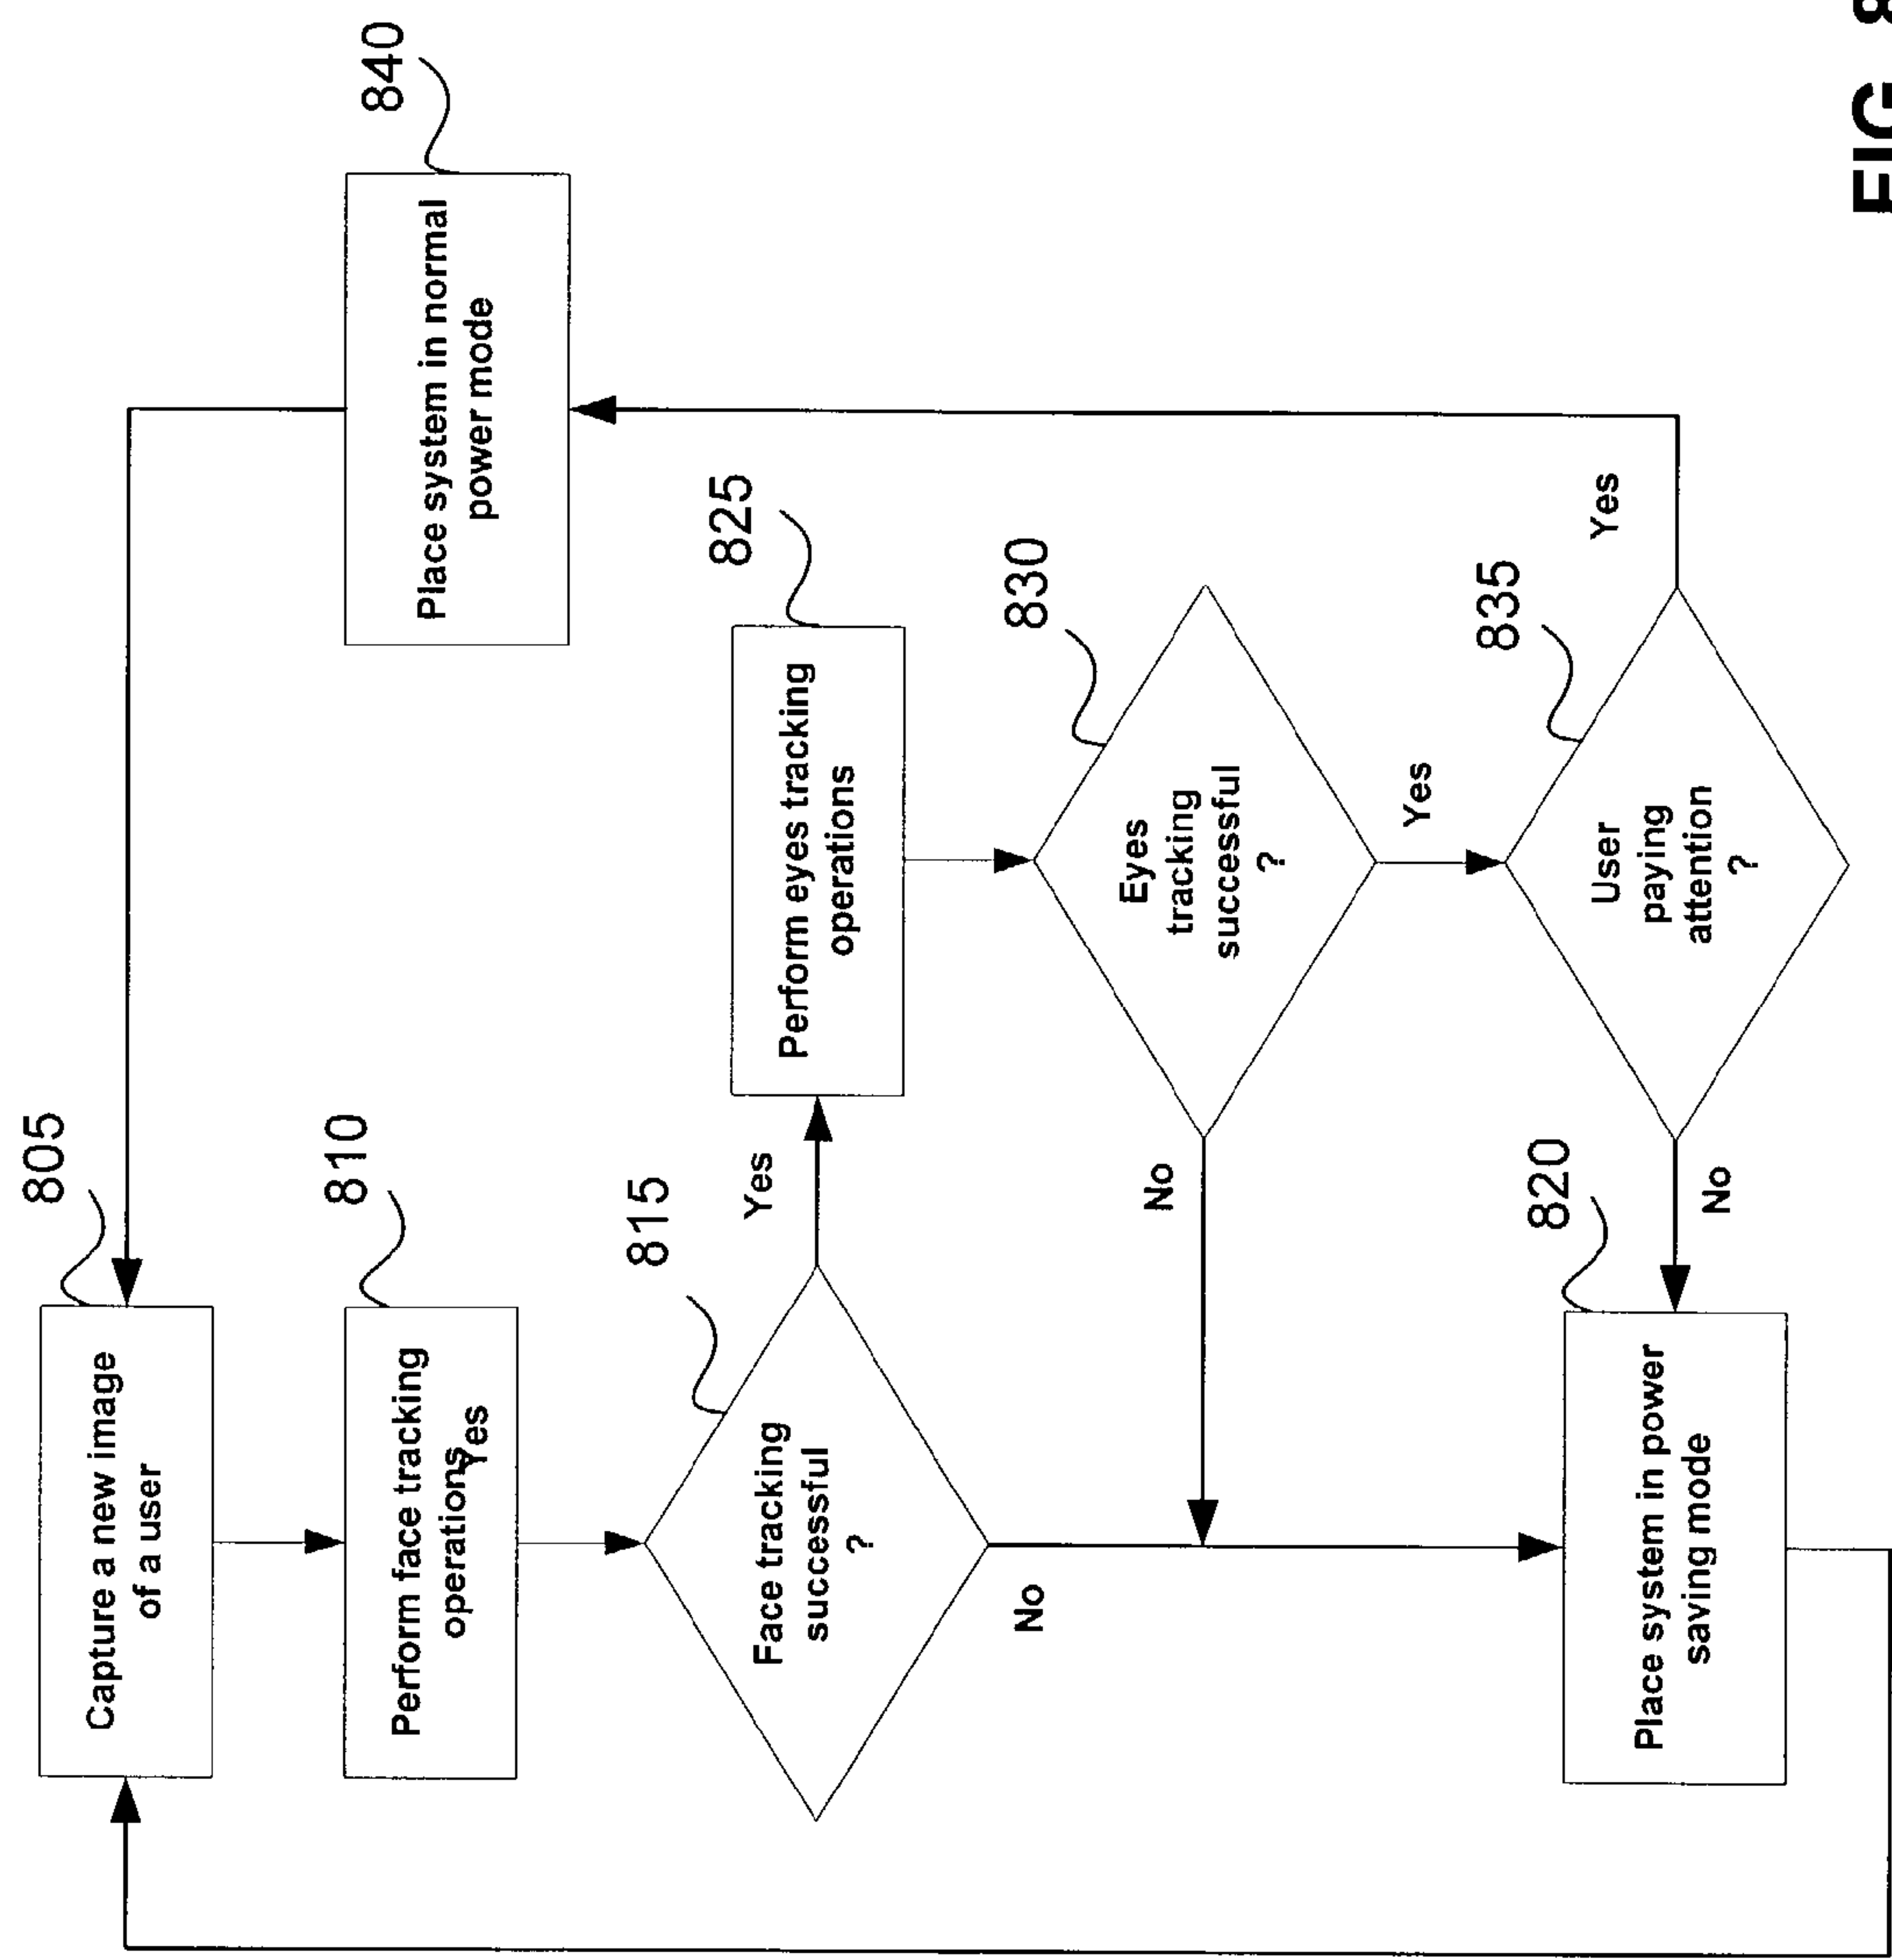 805
Capture a new image
of a user
810
Perform face tracking
operations
Yes
815
Face tracking
successful
?
Yes
No
825
Perform eyes tracking
operations
830
Eyes
tracking
successful
?
No
Yes
835
User
paying
attention
?
Yes
No
820
Place system in power
saving mode
840
Place system in normal
power mode
FIG 8